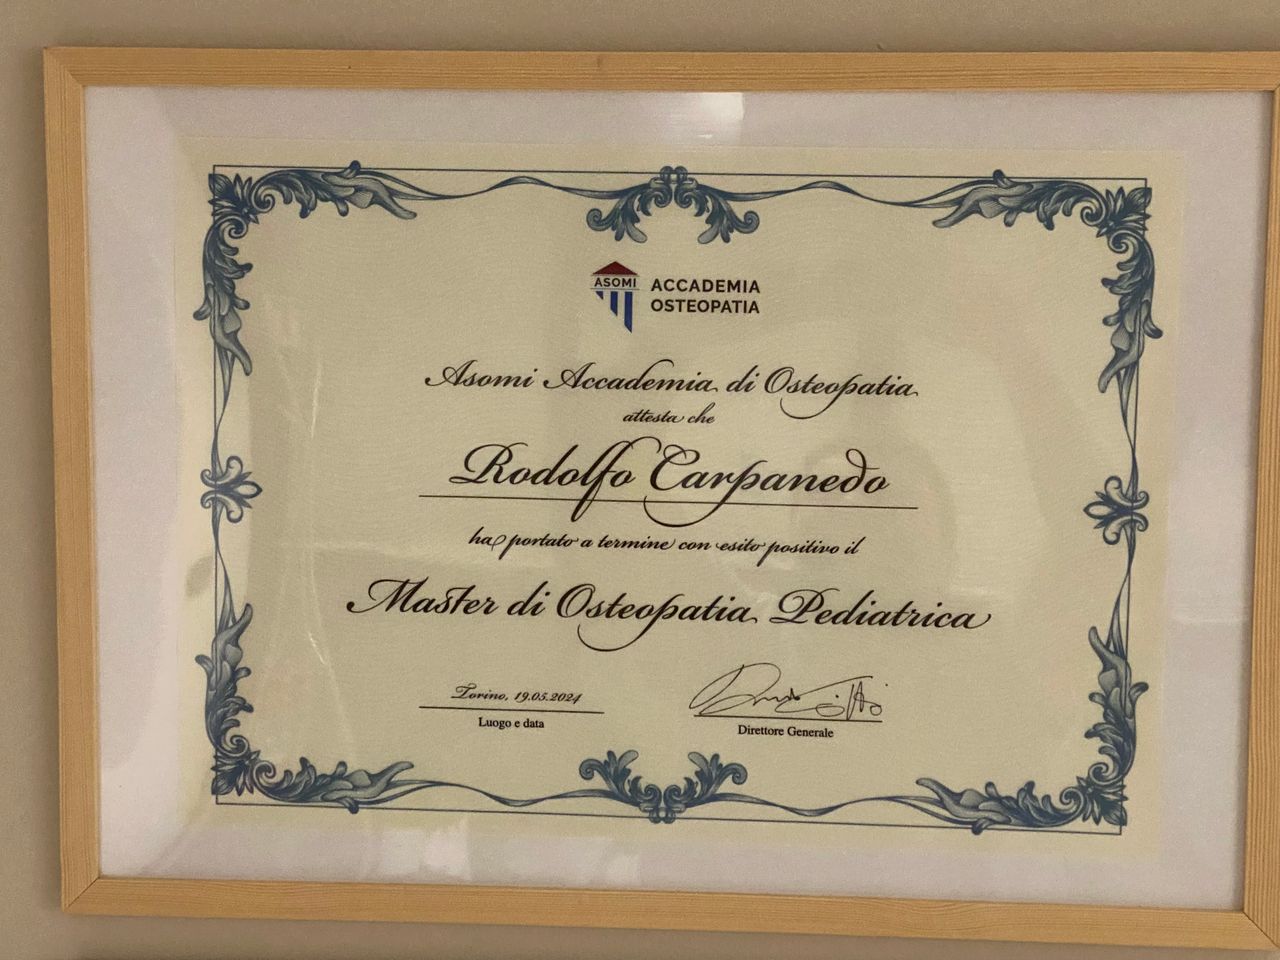 ASOMI
ACCADEMIA
OSTEOPATIA
Asomi Accademia di Osteopatia
attesta che
Rodolfo Carpanedo
ha portato a termine con esito positivo il
Master di Osteopatia Pediatrica
Torino, 19.05.2024
Luogo e data
Direttore Generale